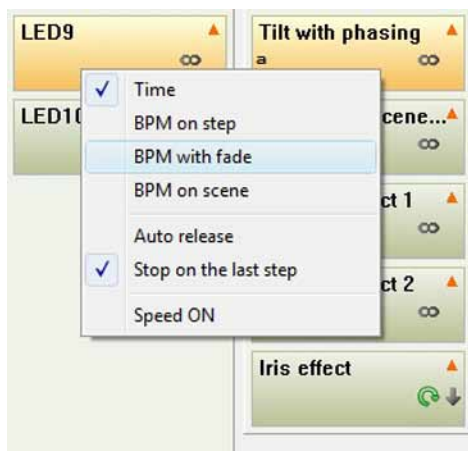 LED9
Tilt with phasing
a
Time
LED10
cene...
BPM on step
BPM with fade
BPM on scene
ct 1
Auto release
Stop on the last step
ct 2
Speed ON
Iris effect